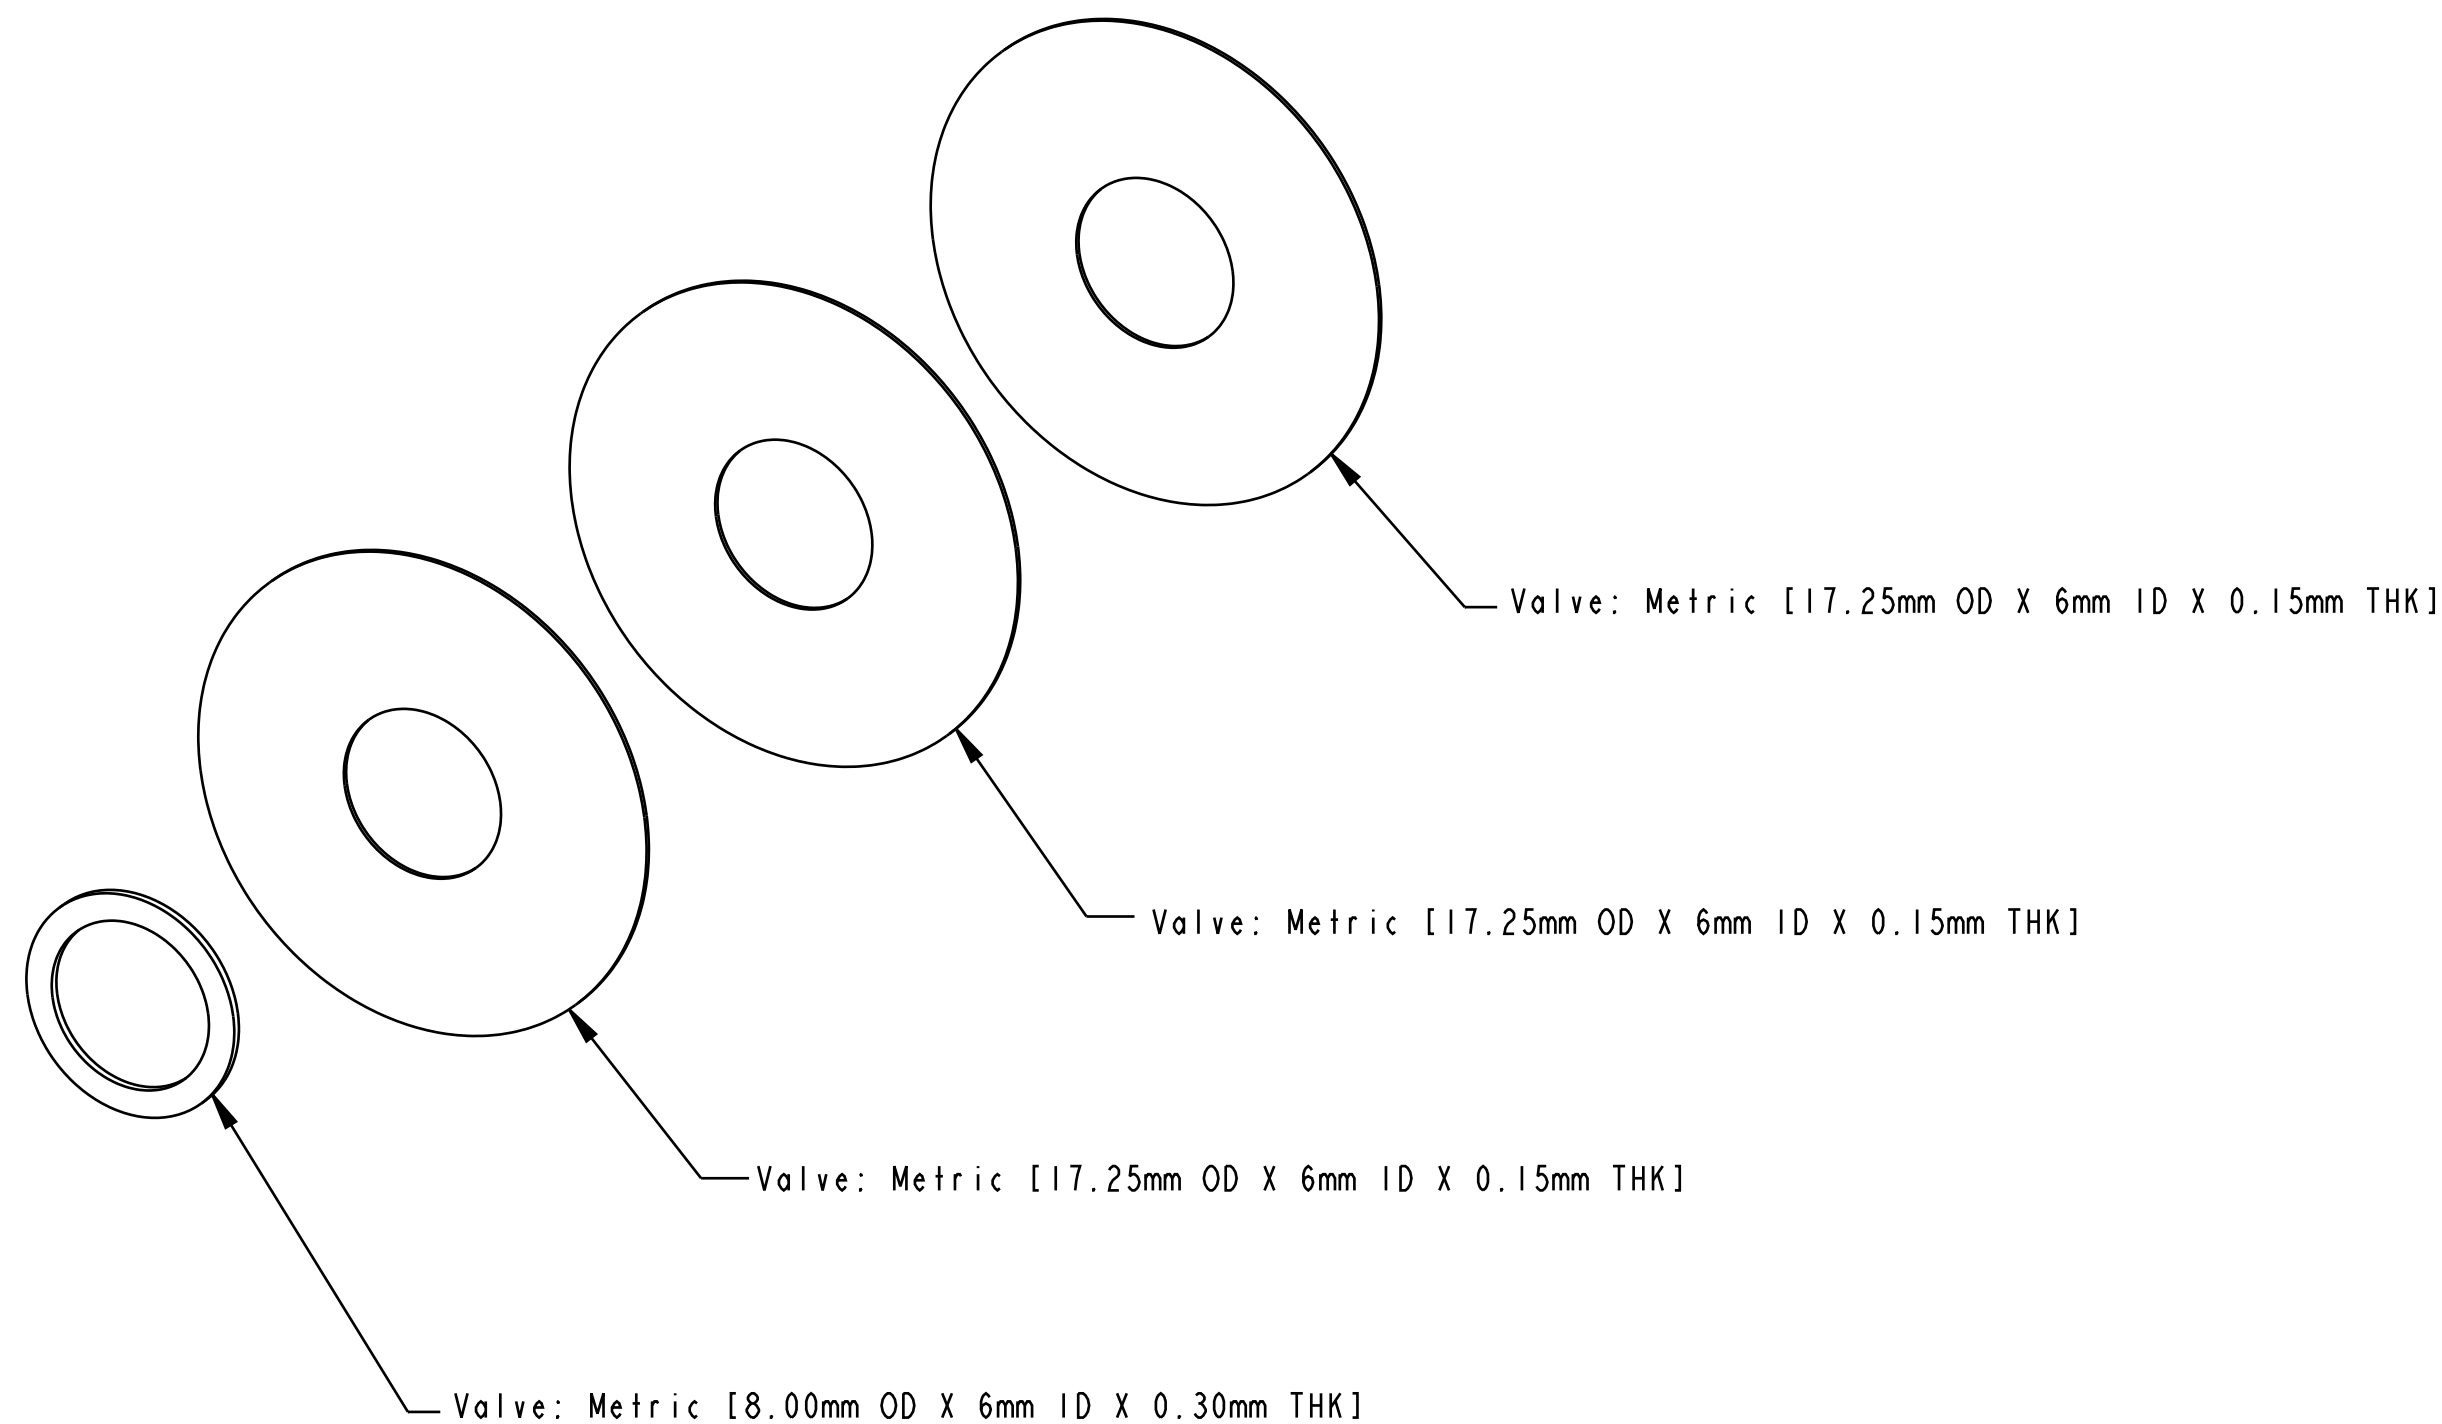 Valve: Metric [17.25mm OD X 6mm ID X 0.15mm THK]
Valve: Metric [17.25mm OD X 6mm ID X 0.15mm THK]
Valve: Metric [17.25mm OD X 6mm ID X 0.15mm THK]
Valve: Metric [8.00mm OD X 6mm ID X 0.30mm THK]